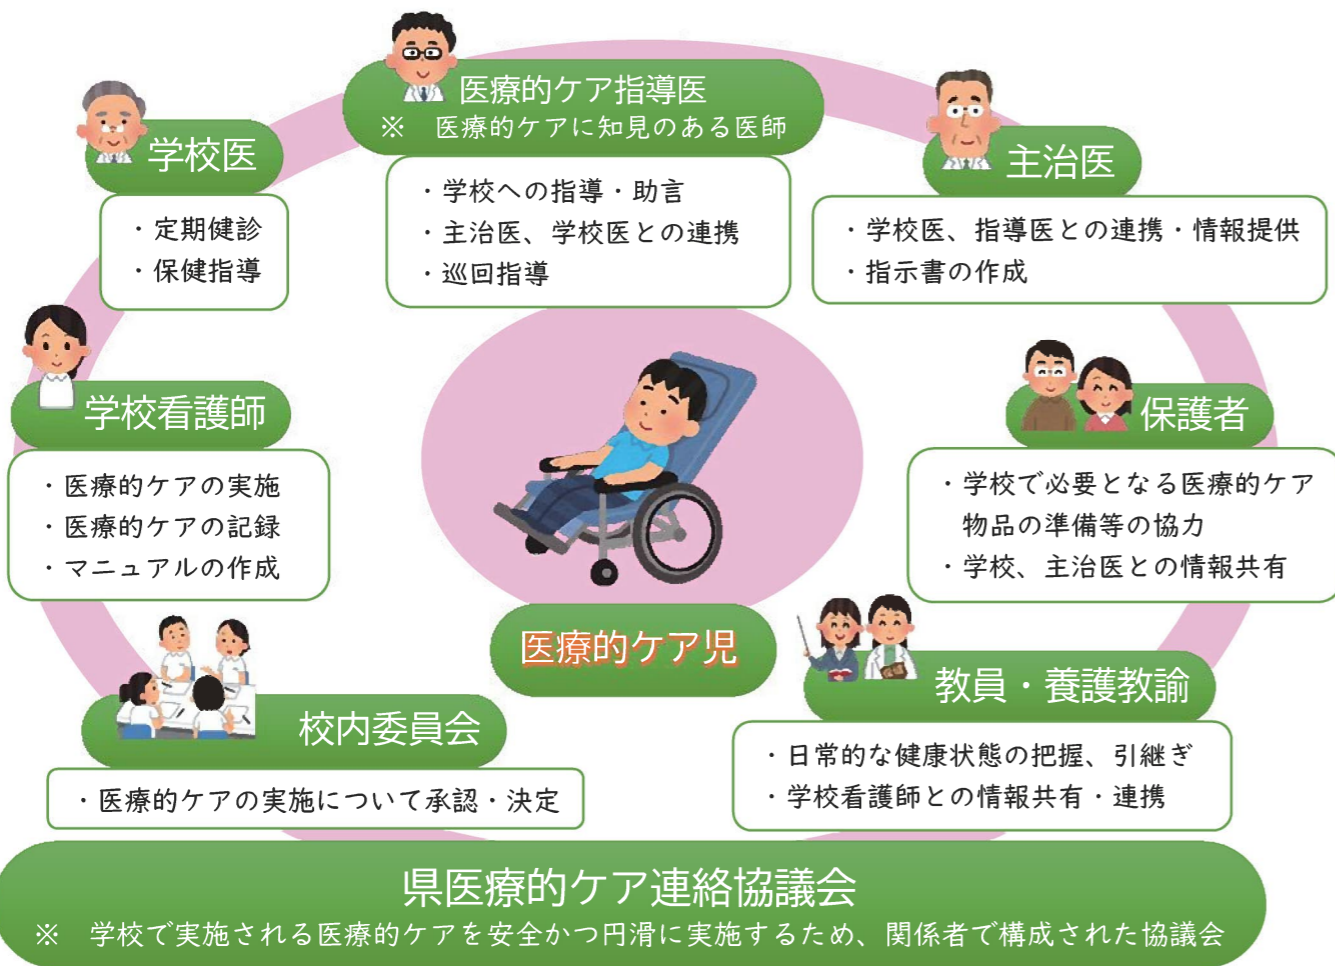 医療的ケア指導医
※　医療的ケアに知見のある医師
・学校への指導・助言
・主治医、学校医との連携
・巡回指導
学校医
・定期健診
・保健指導
主治医
・学校医、指導医との連携・情報提供
・指示書の作成
学校看護師
・医療的ケアの実施
・医療的ケアの記録
・マニュアルの作成
保護者
・学校で必要となる医療的ケア
物品の準備等の協力
・学校、主治医との情報共有
医療的ケア児
校内委員会
・医療的ケアの実施について承認・決定
教員・養護教諭
・日常的な健康状態の把握、引継ぎ
・学校看護師との情報共有・連携
県医療的ケア連絡協議会
※　学校で実施される医療的ケアを安全かつ円滑に実施するため、関係者で構成された協議会